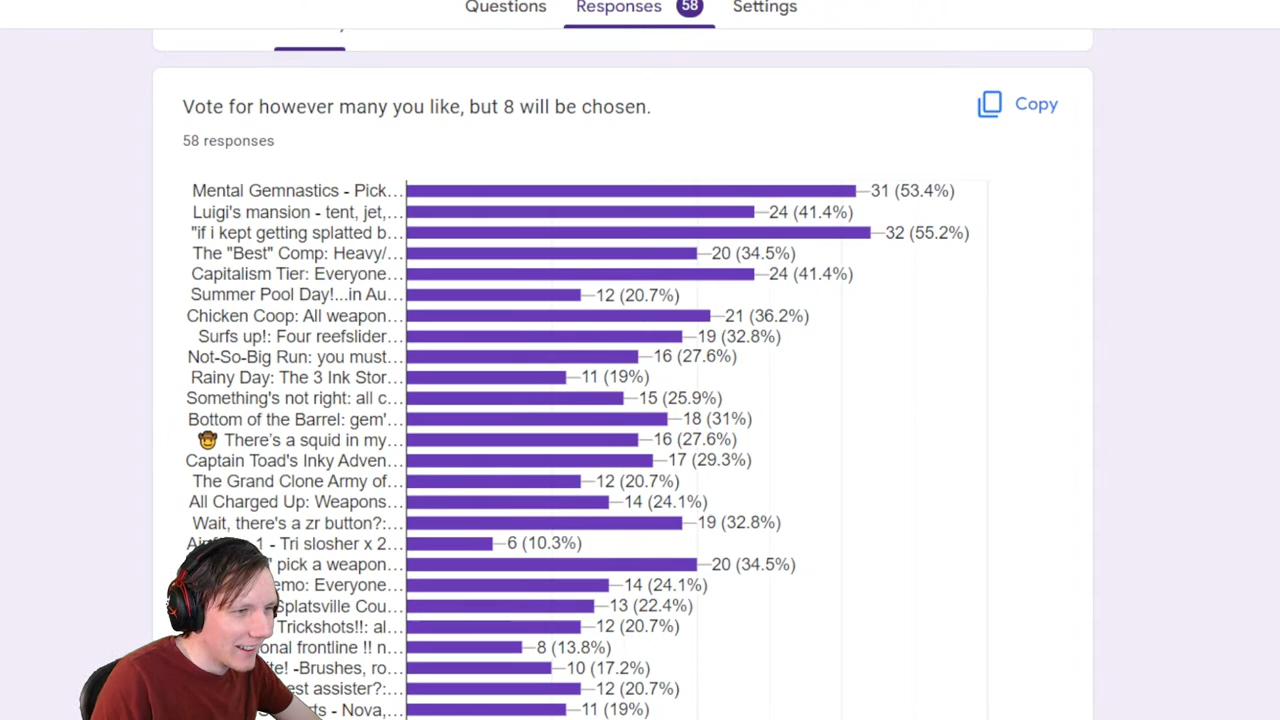 Questions Responses 58 Settings
Vote for however many you like, but 8 will be chosen.
Copy
58 responses
Mental Gemnastics - Pick... 31 (53.4%)
Luigi's mansion - tent, jet,... 24 (41.4%)
"if i kept getting splatted b... 32 (55.2%)
The "Best" Comp: Heavy/... 20 (34.5%)
Capitalism Tier: Everyone... 24 (41.4%)
Summer Pool Day!...in Au... 12 (20.7%)
Chicken Coop: All weapon... 21 (36.2%)
Surfs up!: Four reefslider... 19 (32.8%)
Not-So-Big Run: you must... 16 (27.6%)
Rainy Day: The 3 Ink Stor... 11 (19%)
Something's not right: all c... 15 (25.9%)
Bottom of the Barrel: gem'... 18 (31%)
🤠 There's a squid in my... 16 (27.6%)
Captain Toad's Inky Adven... 17 (29.3%)
The Grand Clone Army of... 12 (20.7%)
All Charged Up: Weapons... 14 (24.1%)
Wait, there's a zr button?:... 19 (32.8%)
1 - Tri slosher x 2... 6 (10.3%)
pick a weapon... 20 (34.5%)
emo: Everyone... 14 (24.1%)
Splatsville Cou... 13 (22.4%)
Trickshots!!: al... 12 (20.7%)
onal frontline !! n... 8 (13.8%)
ite! -Brushes, ro... 10 (17.2%)
est assister?:... 12 (20.7%)
rts - Nova,... 11 (19%)